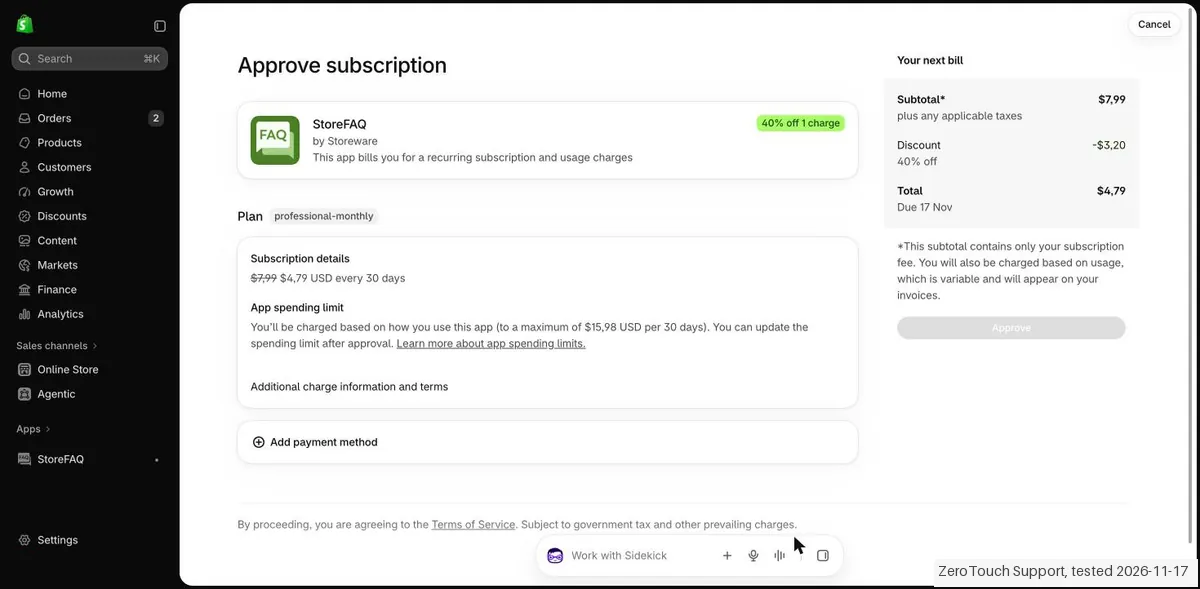 Search ⌘K
Home
Orders 2
Products
Customers
Growth
Discounts
Content
Markets
Finance
Analytics
Sales channels
Online Store
Agentic
Apps
StoreFAQ
Settings
Cancel
Approve subscription
FAQ
StoreFAQ
40% off 1 charge
by Storeware
This app bills you for a recurring subscription and usage charges
Plan professional-monthly
Subscription details
$7,99 $4,79 USD every 30 days
App spending limit
You'll be charged based on how you use this app (to a maximum of $15,98 USD per 30 days). You can update the
spending limit after approval. Learn more about app spending limits.
Additional charge information and terms
Add payment method
By proceeding, you are agreeing to the Terms of Service. Subject to government tax and other prevailing charges.
Work with Sidekick
Your next bill
Subtotal* $7,99
plus any applicable taxes
Discount -$3,20
40% off
Total $4,79
Due 17 Nov
*This subtotal contains only your subscription
fee. You will also be charged based on usage,
which is variable and will appear on your
invoices.
Approve
ZeroTouch Support, tested 2026-11-17